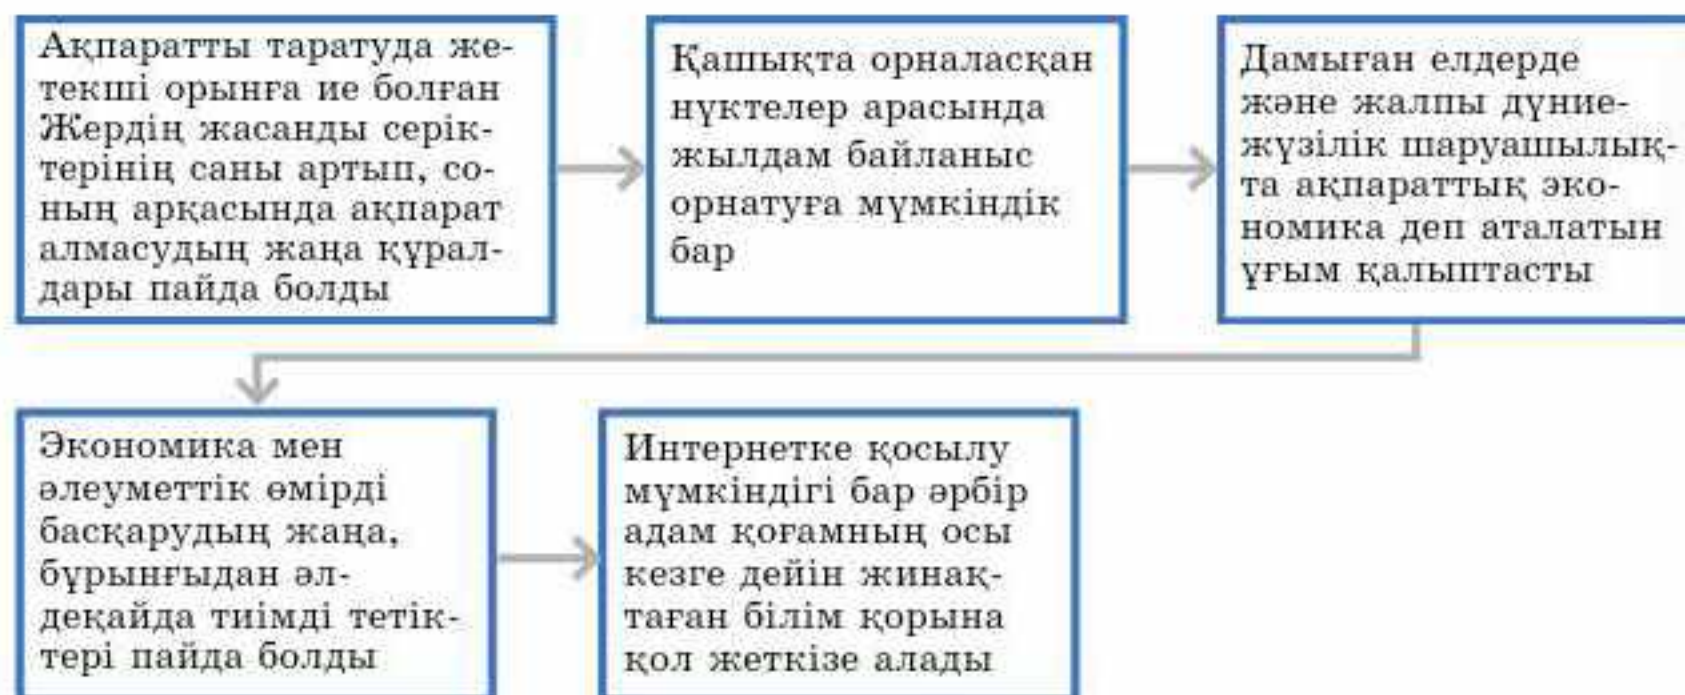 Ақпаратты таратуда же-
текші орынға ие болған
Жердің жасанды серік-
терінің саны артып, со-
ның арқасында ақпарат
алмасудың жаңа құрал-
дары пайда болды
Қашықта орналасқан
нүктелер арасында
жылдам байланыс
орнатуға мүмкіндік
бар
Дамыған елдерде
және жалпы дүние-
жүзілік шаруашылық-
та ақпараттық эко-
номика деп аталатын
ұғым қалыптасты
Экономика мен
әлеуметтік өмірді
басқарудың жаңа,
бұрынғыдан әл-
деқайда тиімді тетік-
тері пайда болды
Интернетке қосылу
мүмкіндігі бар әрбір
адам қоғамның осы
кезге дейін жинақ-
таған білім қорына
қол жеткізе алады